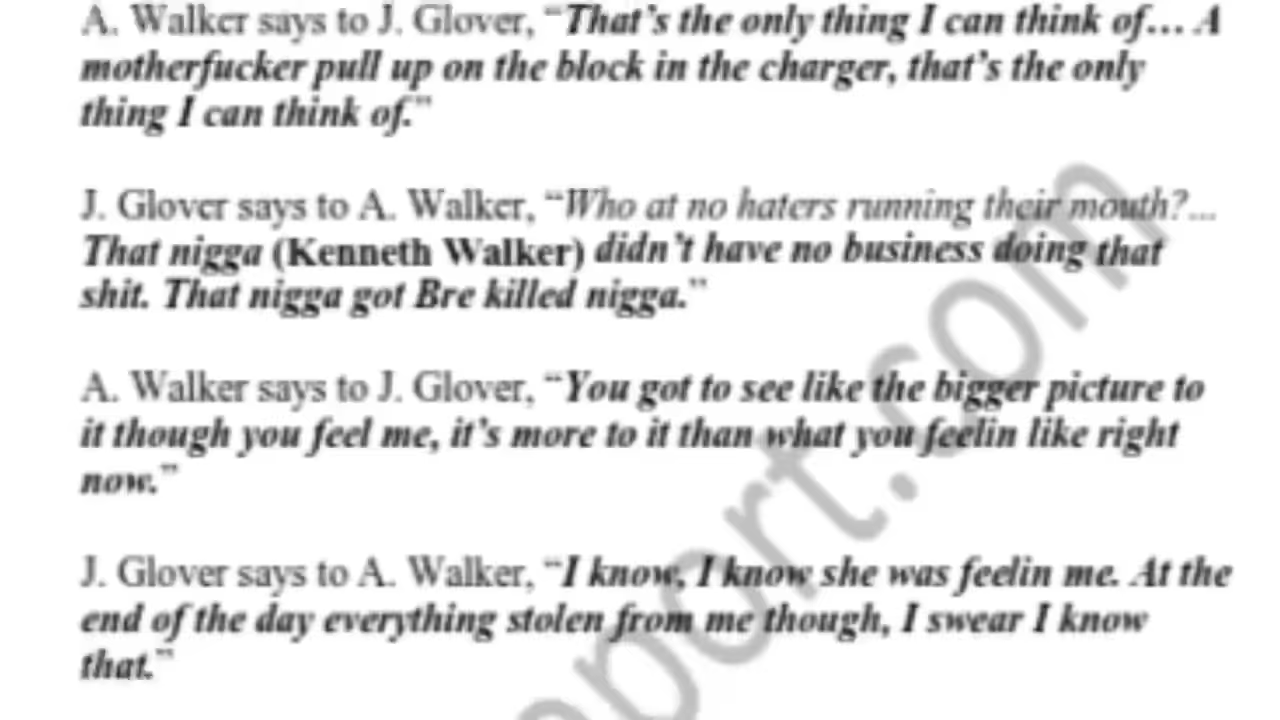 A. Walker says to J. Glover, “That’s the only thing I can think of… A
motherfucker pull up on the block in the charger, that’s the only
thing I can think of.”
J. Glover says to A. Walker, “Who at no haters running their mouth?...
That nigga (Kenneth Walker) didn’t have no business doing that
shit. That nigga got Bre killed nigga.”
A. Walker says to J. Glover, “You got to see like the bigger picture to
it though you feel me, it’s more to it than what you feelin like right
now.”
J. Glover says to A. Walker, “I know, I know she was feelin me. At the
end of the day everything stolen from me though, I swear I know
that.”
port.com